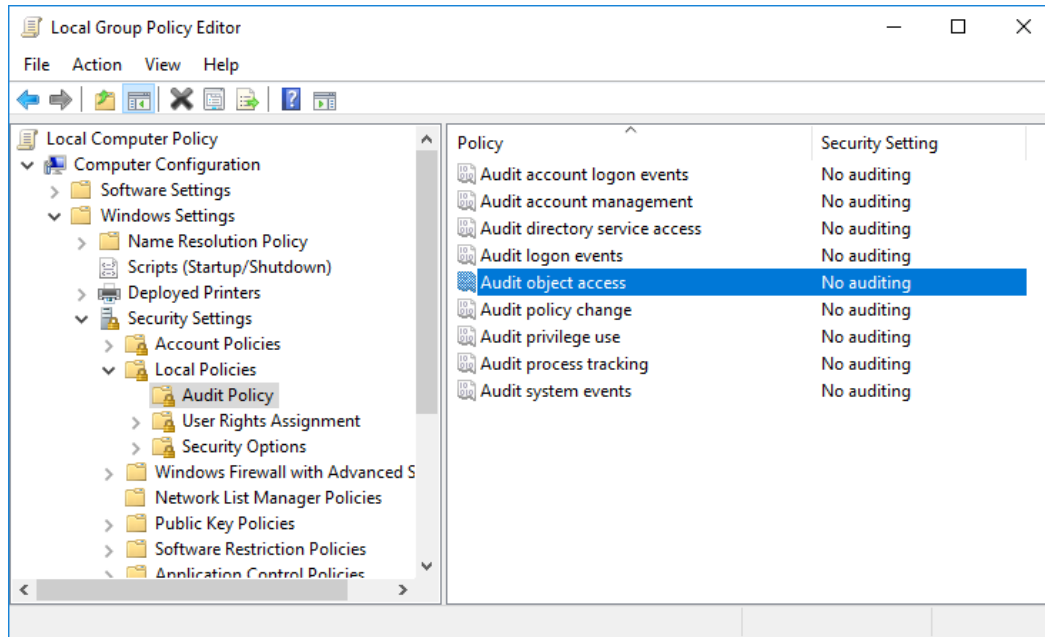 Local Group Policy Editor
File Action View Help
Local Computer Policy
Computer Configuration
Software Settings
Windows Settings
Name Resolution Policy
Scripts (Startup/Shutdown)
Deployed Printers
Security Settings
Account Policies
Local Policies
Audit Policy
User Rights Assignment
Security Options
Windows Firewall with Advanced S
Network List Manager Policies
Public Key Policies
Software Restriction Policies
Application Control Policies
Policy Security Setting
Audit account logon events No auditing
Audit account management No auditing
Audit directory service access No auditing
Audit logon events No auditing
Audit object access No auditing
Audit policy change No auditing
Audit privilege use No auditing
Audit process tracking No auditing
Audit system events No auditing